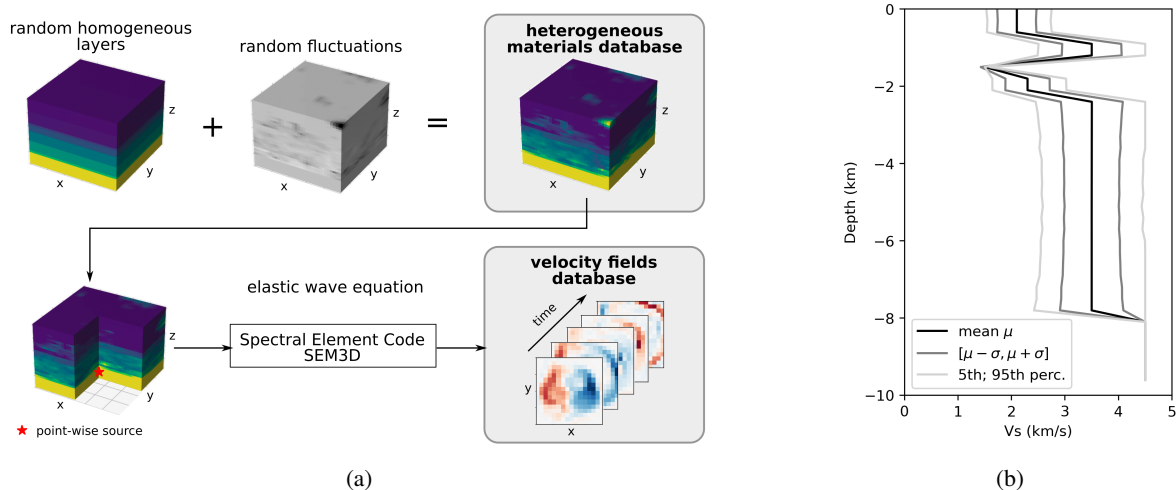 random homogeneous
layers
random fluctuations
heterogeneous
materials database
+
=
z
y
x
z
y
x
z
y
x
elastic wave equation
Spectral Element Code
SEM3D
velocity fields
database
time
y
x
z
y
x
point-wise source
(a)
0
−2
−4
−6
−8
−10
Depth (km)
mean μ
[μ − σ, μ + σ]
5th; 95th perc.
0 1 2 3 4 5
Vs (km/s)
(b)